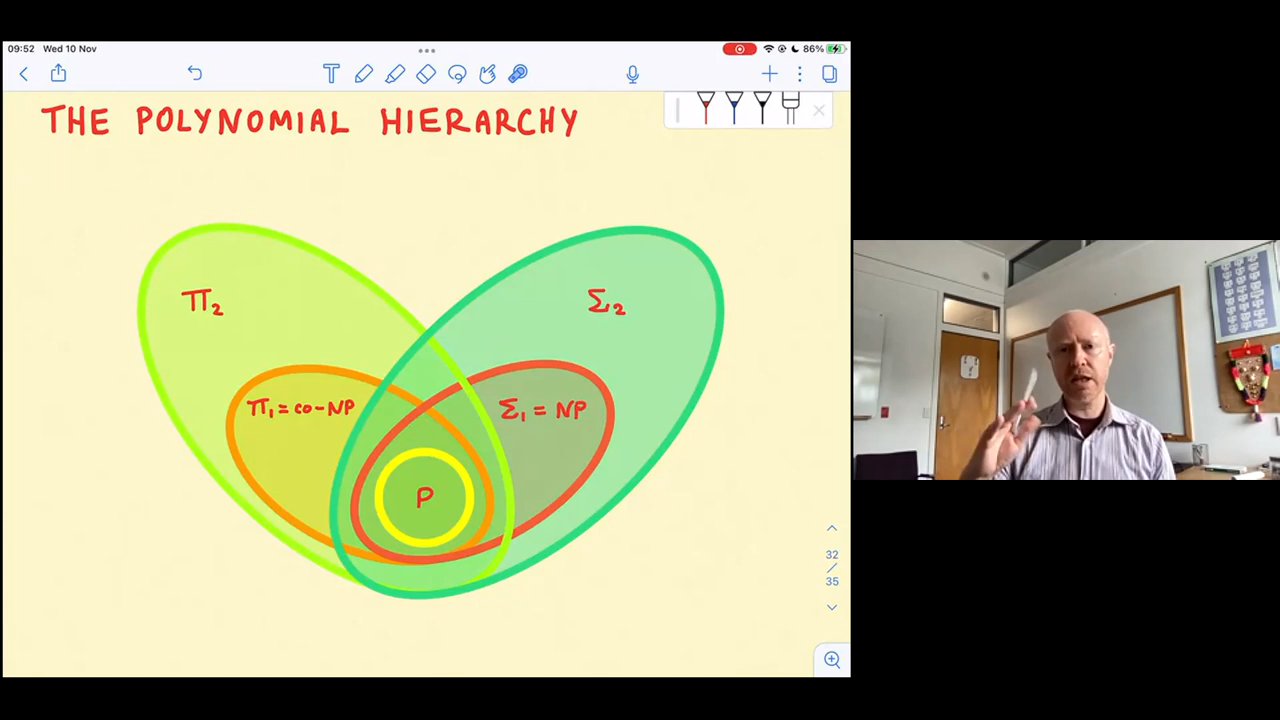 09:52 Wed 10 Nov
86%
THE POLYNOMIAL HIERARCHY
Π₂
Σ₂
Π₁ = co-NP
Σ₁ = NP
P
32
/
35